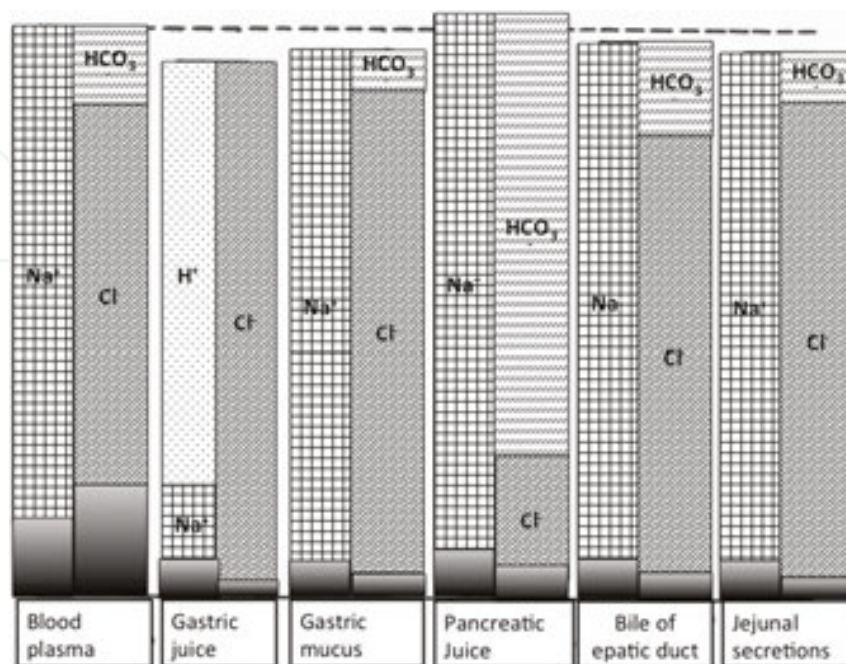 HCO₃
Na⁺
Cl
Blood
plasma
H⁺
Na⁺
Cl⁻
Gastric
juice
HCO₃
Na⁺
Cl⁻
Gastric
mucus
HCO₃
Na⁺
Cl⁻
Pancreatic
Juice
HCO₃
Na
Cl⁻
Bile of
epatic duct
HCO₃
Na⁺
Cl⁻
Jejunal
secretions